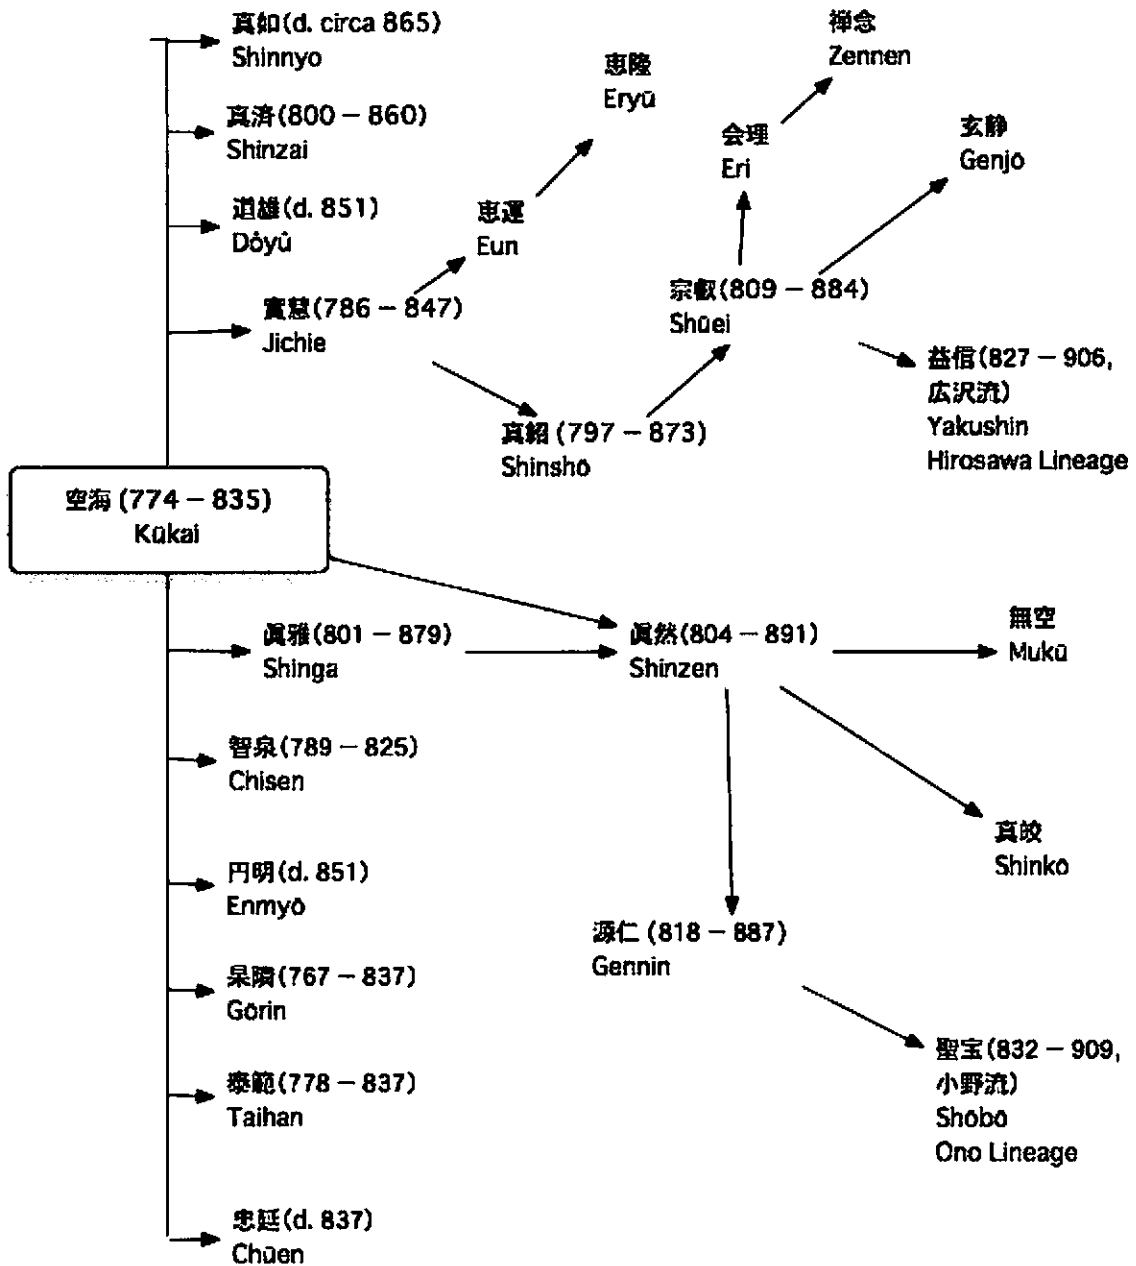 真如(d. circa 865)
Shinnyo
真済(800 – 860)
Shinzai
道雄(d. 851)
Dōyū
實慧(786 – 847)
Jichie
恵運
Eun
恵隆
Eryū
禅念
Zennen
会理
Eri
玄静
Genjō
宗叡(809 – 884)
Shūei
益信(827 – 906,
広沢流)
Yakushin
Hirosawa Lineage
真紹 (797 – 873)
Shinshō
空海 (774 – 835)
Kūkai
眞雅(801 – 879)
Shinga
眞然(804 – 891)
Shinzen
無空
Mukū
智泉(789 – 825)
Chisen
真皎
Shinkō
円明(d. 851)
Enmyō
源仁 (818 – 887)
Gennin
杲隣(767 – 837)
Gōrin
聖宝(832 – 909,
小野流)
Shōbō
Ono Lineage
泰範(778 – 837)
Taihan
忠延(d. 837)
Chūen